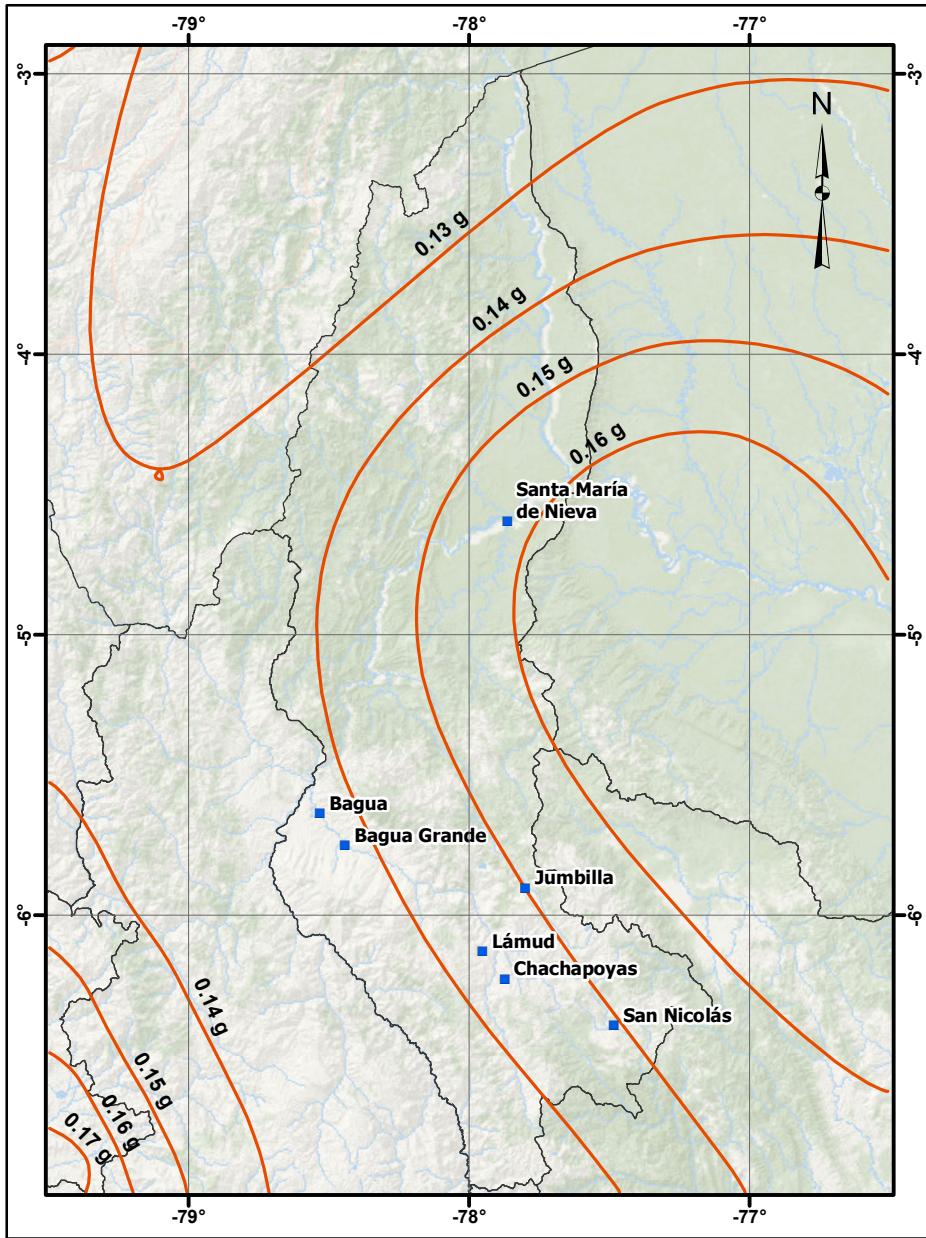 -79°
-78°
-77°
-3°
-3°
N
0.13 g
0.14 g
-4°
-4°
0.15 g
0.16 g
Santa María
de Nieva
-5°
-5°
Bagua
Bagua Grande
Jumbilla
-6°
-6°
Lámud
Chachapoyas
San Nicolás
0.14 g
0.15 g
0.16 g
0.17 g
-79°
-78°
-77°